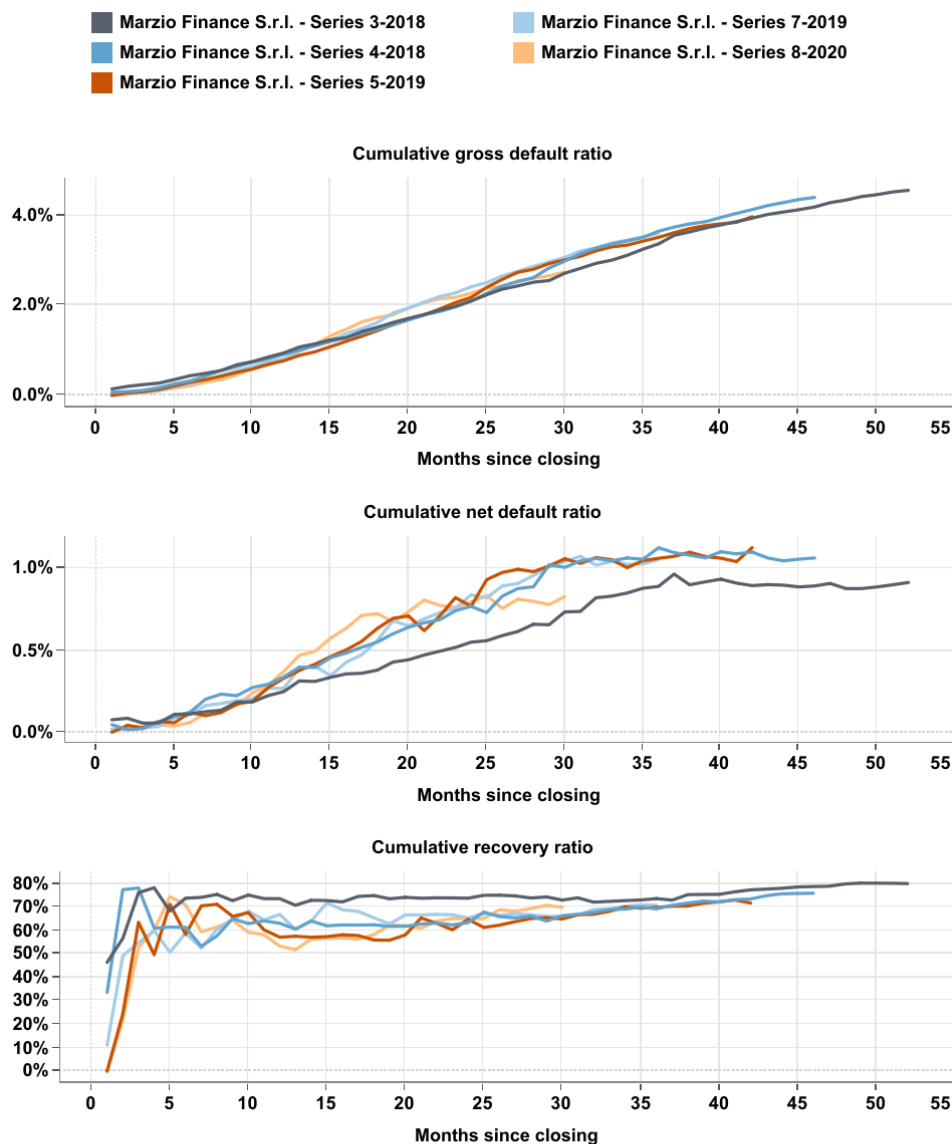 Marzio Finance S.r.l. - Series 3-2018
Marzio Finance S.r.l. - Series 7-2019
Marzio Finance S.r.l. - Series 4-2018
Marzio Finance S.r.l. - Series 8-2020
Marzio Finance S.r.l. - Series 5-2019
Cumulative gross default ratio
4.0%
2.0%
0.0%
0 5 10 15 20 25 30 35 40 45 50 55
Months since closing
Cumulative net default ratio
1.0%
0.5%
0.0%
0 5 10 15 20 25 30 35 40 45 50 55
Months since closing
Cumulative recovery ratio
80%
70%
60%
50%
40%
30%
20%
10%
0%
0 5 10 15 20 25 30 35 40 45 50 55
Months since closing